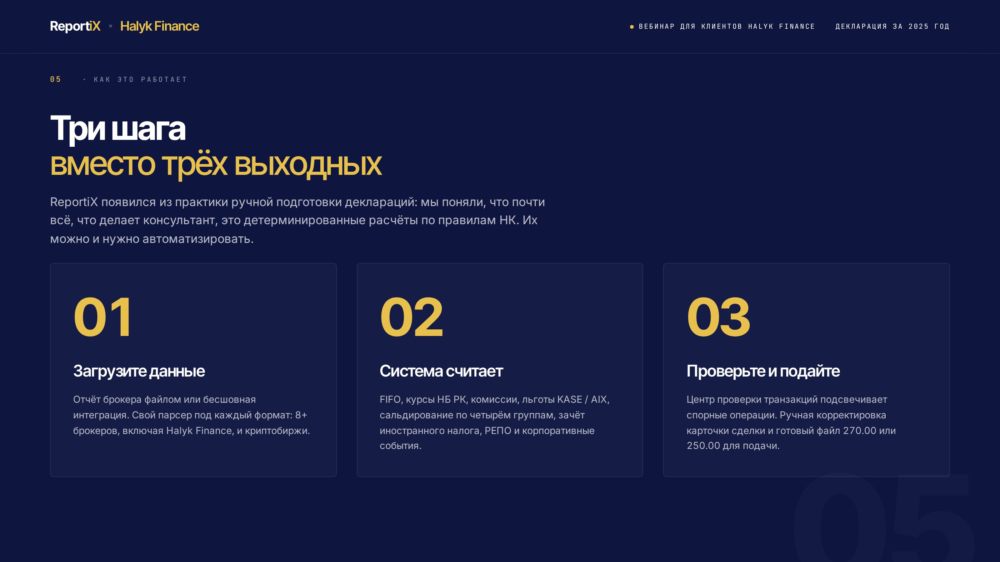 ReportiX × Halyk Finance
• ВЕБИНАР ДЛЯ КЛИЕНТОВ HALYK FINANCE ДЕКЛАРАЦИЯ ЗА 2025 ГОД
05 · КАК ЭТО РАБОТАЕТ
Три шага
вместо трёх выходных
ReportiX появился из практики ручной подготовки деклараций: мы поняли, что почти
всё, что делает консультант, это детерминированные расчёты по правилам НК. Их
можно и нужно автоматизировать.
01
Загрузите данные
Отчёт брокера файлом или бесшовная
интеграция. Свой парсер под каждый формат: 8+
брокеров, включая Halyk Finance, и криптобиржи.
02
Система считает
FIFO, курсы НБ РК, комиссии, льготы KASE / AIX,
сальдирование по четырём группам, зачёт
иностранного налога, РЕПО и корпоративные
события.
03
Проверьте и подайте
Центр проверки транзакций подсвечивает
спорные операции. Ручная корректировка
карточки сделки и готовый файл 270.00 или
250.00 для подачи.
05